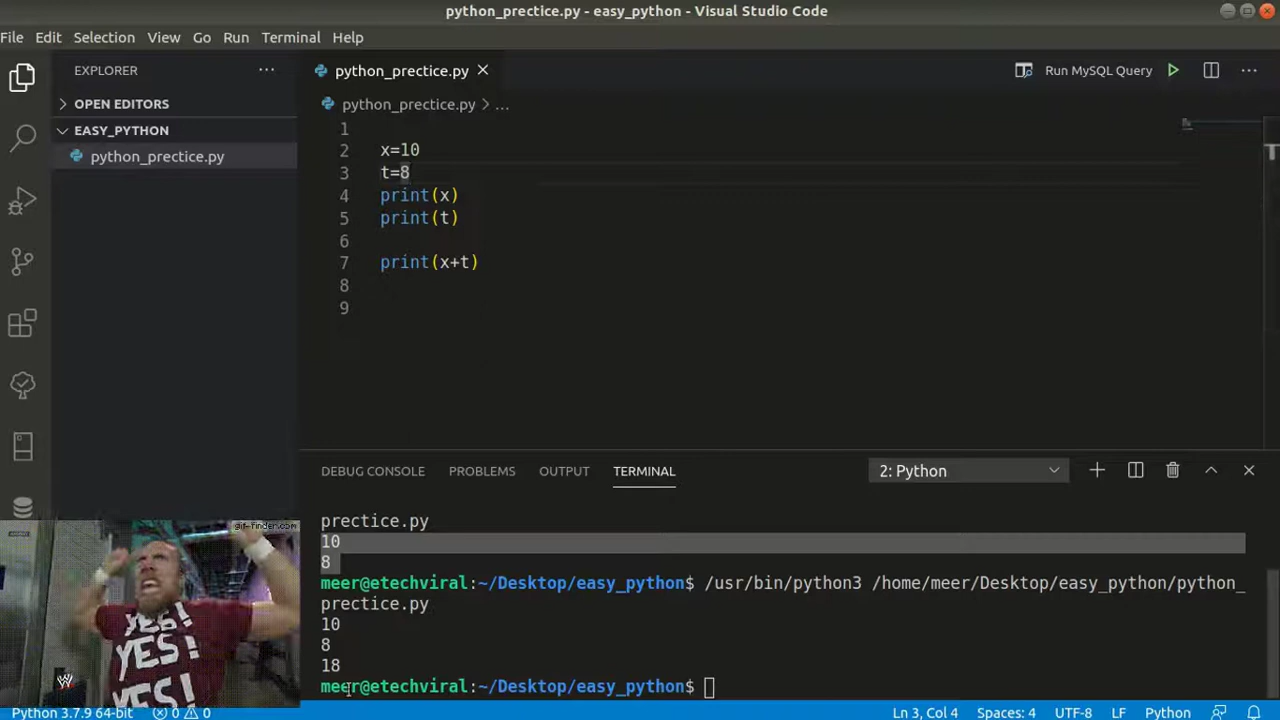 python_prectice.py - easy_python - Visual Studio Code
File Edit Selection View Go Run Terminal Help
EXPLORER
OPEN EDITORS
EASY_PYTHON
python_prectice.py
python_prectice.py
Run MySQL Query
python_prectice.py > ...
1
2 x=10
3 t=8
4 print(x)
5 print(t)
6
7 print(x+t)
8
9
DEBUG CONSOLE PROBLEMS OUTPUT TERMINAL
2: Python
prectice.py
10
8
meer@etechviral:~/Desktop/easy_python$ /usr/bin/python3 /home/meer/Desktop/easy_python/python_
prectice.py
10
8
18
meer@etechviral:~/Desktop/easy_python$
gif-finder.com
YES!
YES!
YES!
W
Python 3.7.9 64-bit 0 0 Ln 3, Col 4 Spaces: 4 UTF-8 LF Python